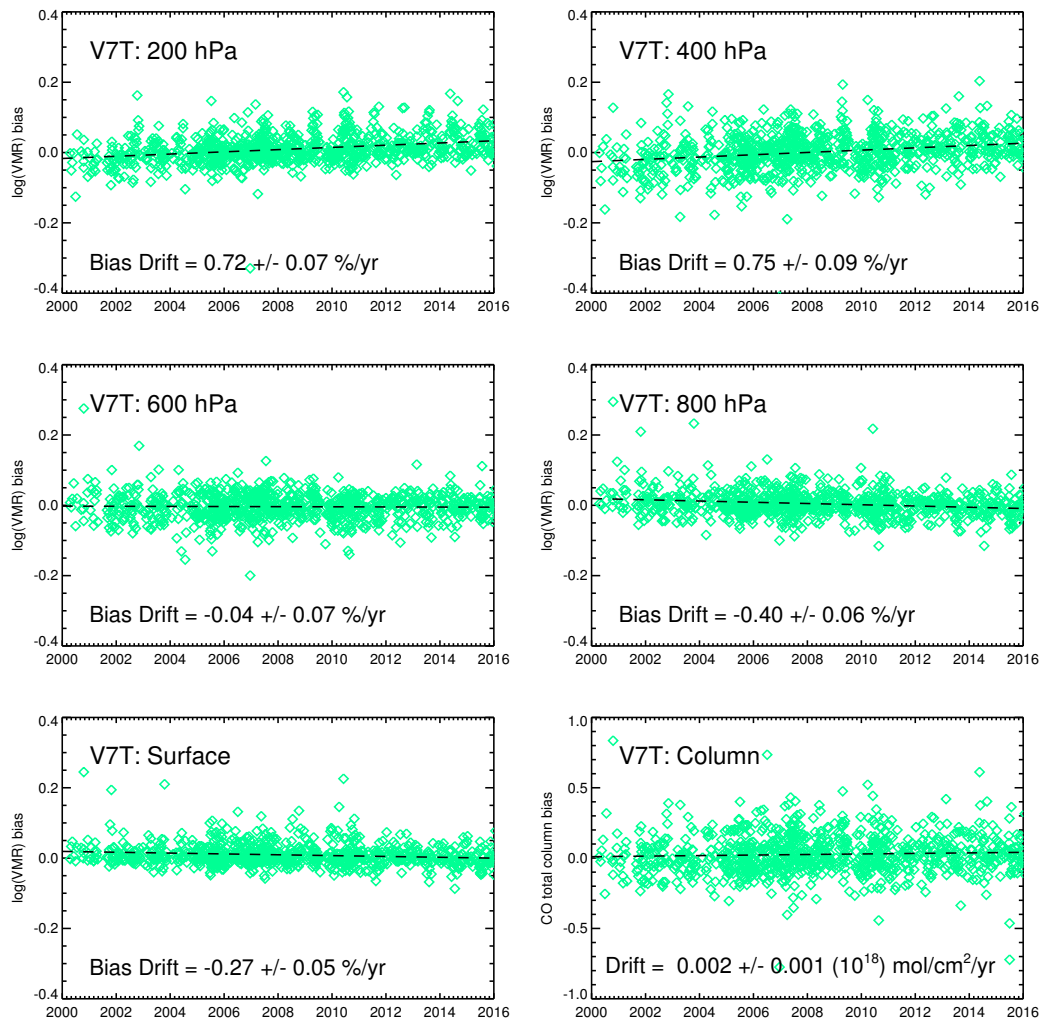 V7T: 200 hPa
log(VMR) bias
0.4
0.2
0.0
-0.2
-0.4
Bias Drift = 0.72 +/- 0.07 %/yr
2000 2002 2004 2006 2008 2010 2012 2014 2016
V7T: 400 hPa
log(VMR) bias
0.4
0.2
0.0
-0.2
-0.4
Bias Drift = 0.75 +/- 0.09 %/yr
2000 2002 2004 2006 2008 2010 2012 2014 2016
V7T: 600 hPa
log(VMR) bias
0.4
0.2
0.0
-0.2
-0.4
Bias Drift = -0.04 +/- 0.07 %/yr
2000 2002 2004 2006 2008 2010 2012 2014 2016
V7T: 800 hPa
log(VMR) bias
0.4
0.2
0.0
-0.2
-0.4
Bias Drift = -0.40 +/- 0.06 %/yr
2000 2002 2004 2006 2008 2010 2012 2014 2016
V7T: Surface
log(VMR) bias
0.4
0.2
0.0
-0.2
-0.4
Bias Drift = -0.27 +/- 0.05 %/yr
2000 2002 2004 2006 2008 2010 2012 2014 2016
V7T: Column
CO total column bias
1.0
0.5
0.0
-0.5
-1.0
Drift = 0.002 +/- 0.001 (10¹⁸) mol/cm²/yr
2000 2002 2004 2006 2008 2010 2012 2014 2016